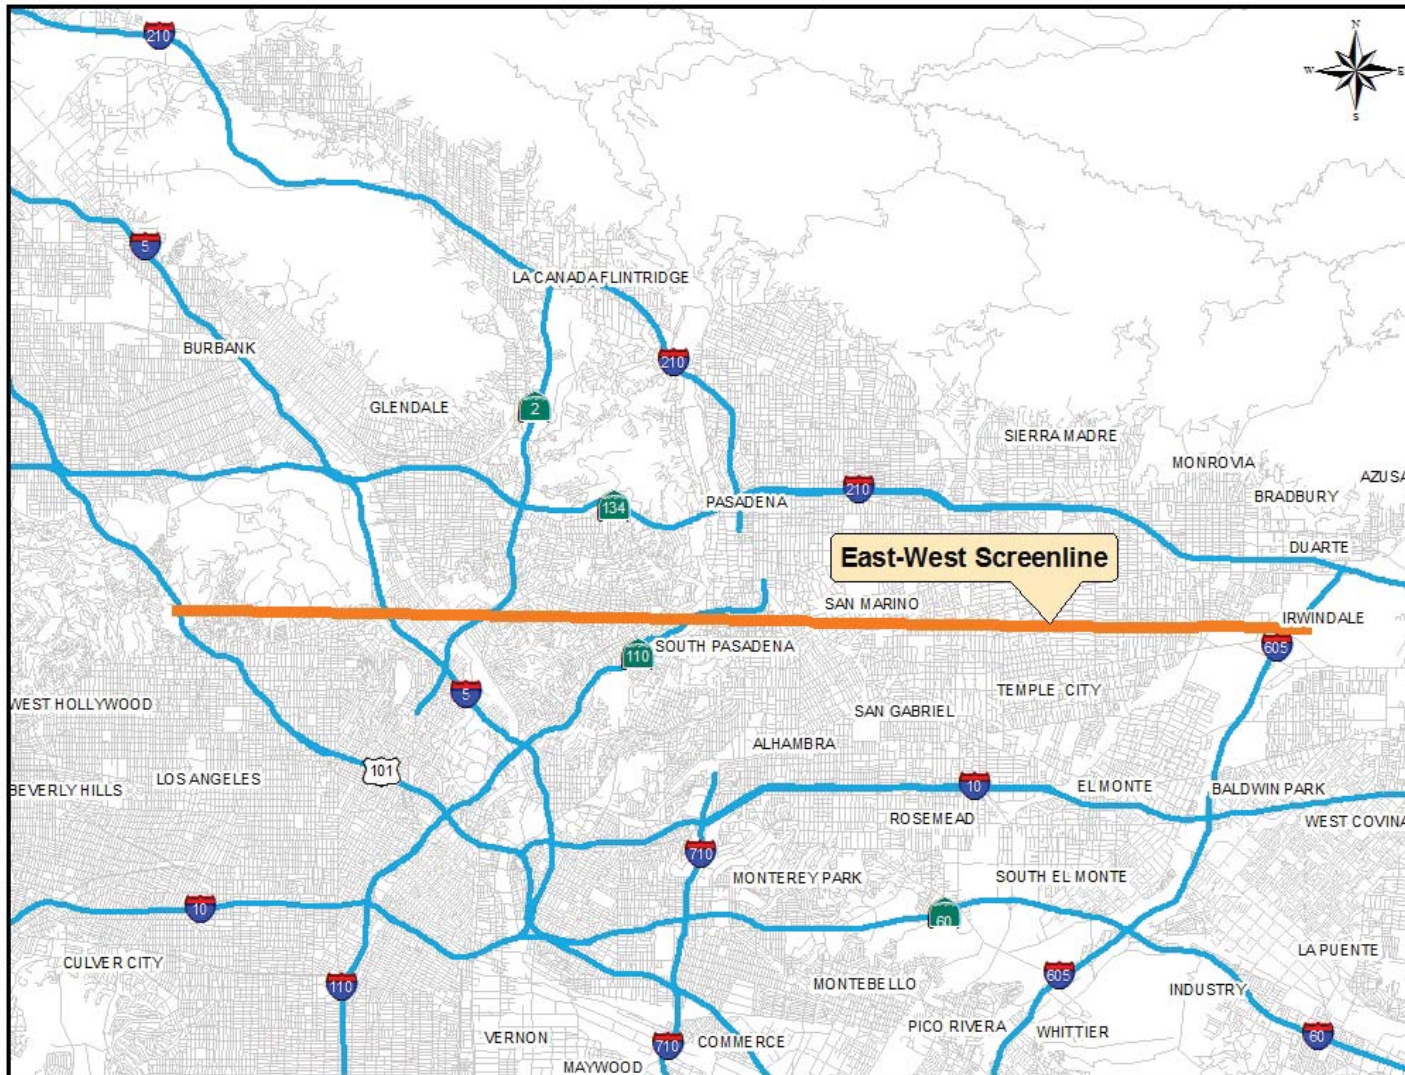 N
210
W E
S
5
LA CANADA FLINTRIDGE
BURBANK
210
GLENDALE
2
SIERRA MADRE
MONROVIA
AZUSA
210
BRADBURY
PASADENA
134
DUARTE
East-West Screenline
SAN MARINO
IRWINDALE
SOUTH PASADENA
110
605
TEMPLE CITY
5
WEST HOLLYWOOD
SAN GABRIEL
ALHAMBRA
101
LOS ANGELES
10
EL MONTE
BEVERLY HILLS
BALDWIN PARK
ROSEMEAD
WEST COVINA
710
MONTEREY PARK
SOUTH EL MONTE
10
60
LA PUENTE
CULVER CITY
605
MONTEBELLO
110
INDUSTRY
PICO RIVERA
WHITTIER
VERNON
COMMERCE
710
60
MAYWOOD